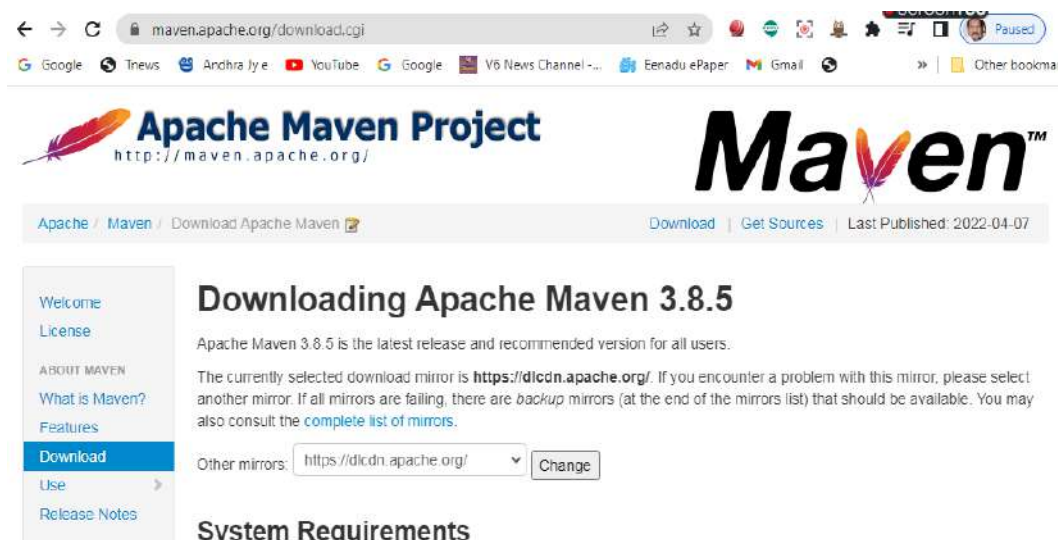 maven.apache.org/download.cgi
Paused
Google Tnews Andhra Jye YouTube Google V6 News Channel -... Eenadu ePaper Gmail » Other bookma
Apache Maven Project
http://maven.apache.org/
Maven™
Apache / Maven / Download Apache Maven
Download | Get Sources | Last Published: 2022-04-07
Welcome
License
ABOUT MAVEN
What is Maven?
Features
Download
Use
Release Notes
Downloading Apache Maven 3.8.5
Apache Maven 3.8.5 is the latest release and recommended version for all users.
The currently selected download mirror is https://dlcdn.apache.org/. If you encounter a problem with this mirror, please select
another mirror. If all mirrors are failing, there are backup mirrors (at the end of the mirrors list) that should be available. You may
also consult the complete list of mirrors.
Other mirrors: https://dlcdn.apache.org/ Change
System Requirements